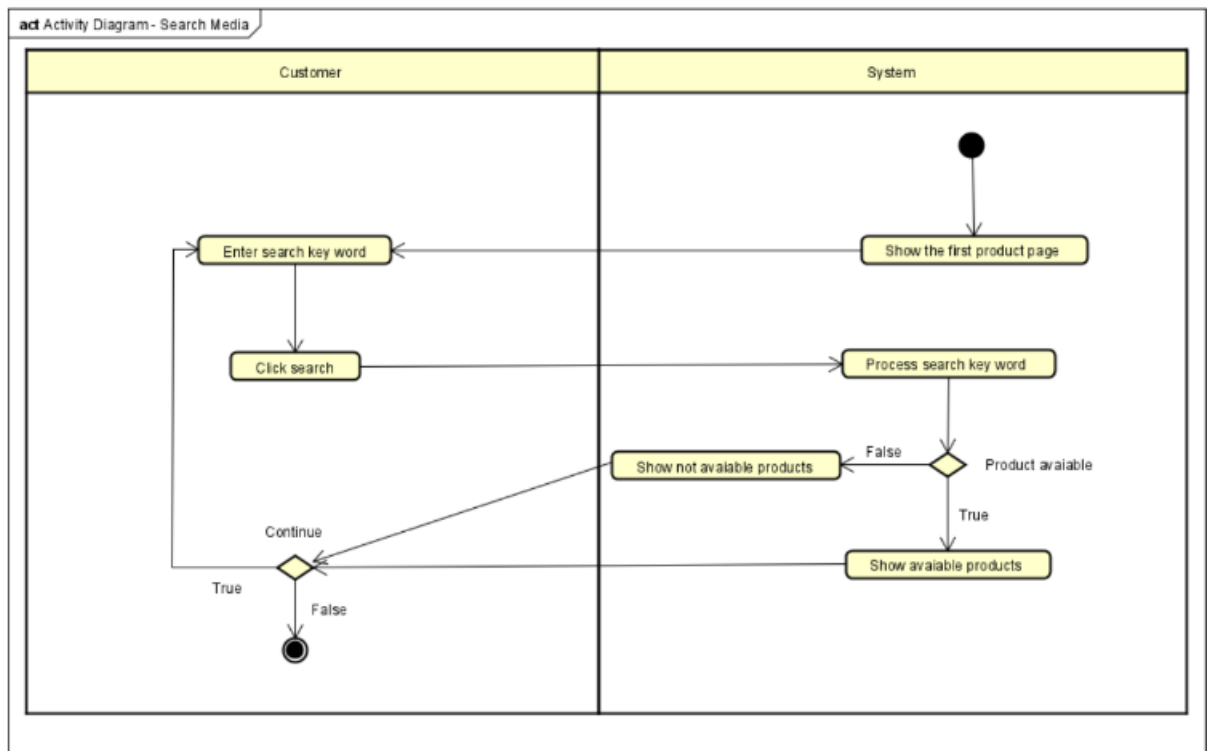 act Activity Diagram - Search Media
Customer
System
Enter search key word
Show the first product page
Click search
Process search key word
False
Show not avaiable products
Product avaiable
True
Continue
Show avaiable products
True
False